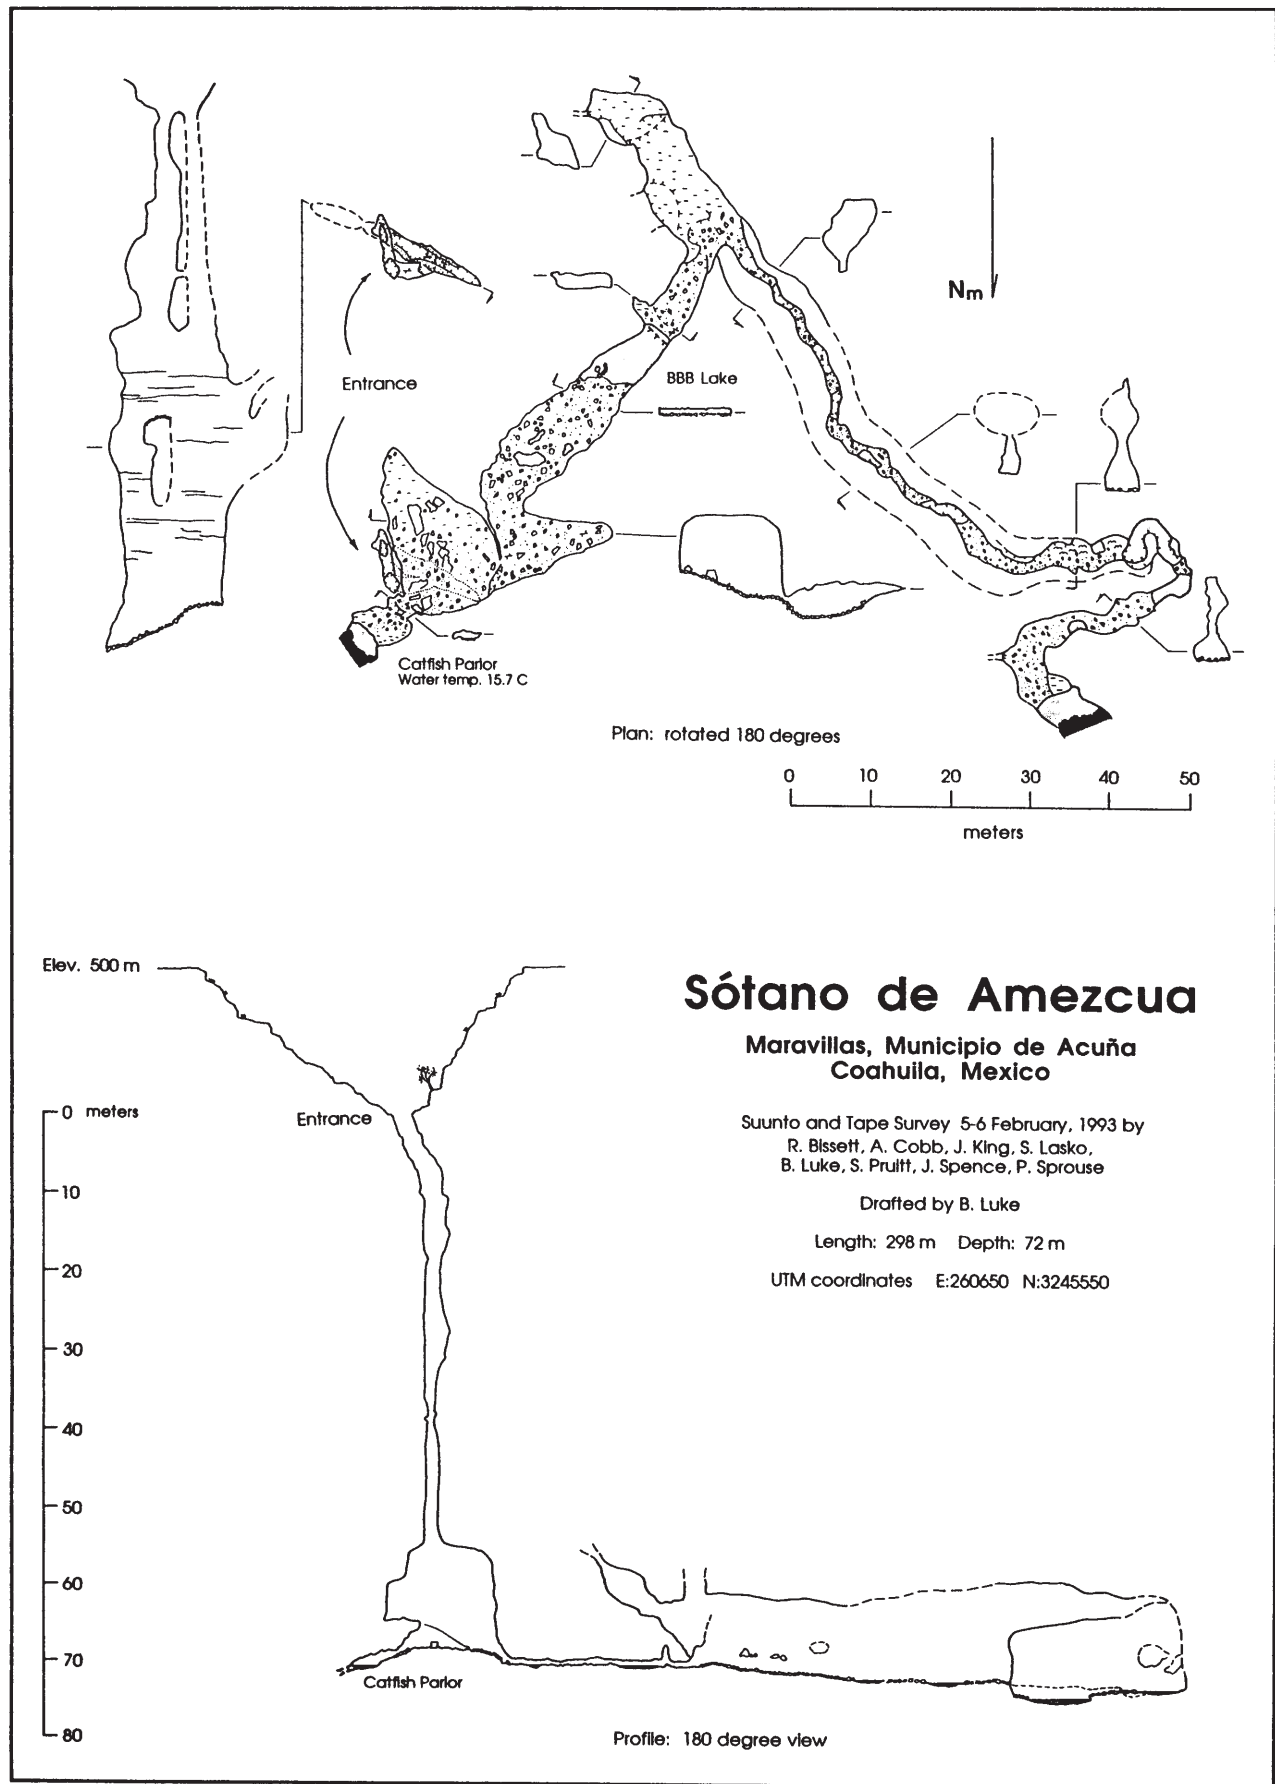 Nm
Entrance
BBB Lake
Catfish Parlor
Water temp. 15.7 C
Plan: rotated 180 degrees
0 10 20 30 40 50
meters
Elev. 500 m
Sótano de Amezcua
Maravillas, Municipio de Acuña
Coahuila, Mexico
Suunto and Tape Survey 5-6 February, 1993 by
R. Bissett, A. Cobb, J. King, S. Lasko,
B. Luke, S. Pruitt, J. Spence, P. Sprouse
Drafted by B. Luke
Length: 298 m Depth: 72 m
UTM coordinates E:260650 N:3245550
0 meters
Entrance
10
20
30
40
50
60
70
80
Catfish Parlor
Profile: 180 degree view